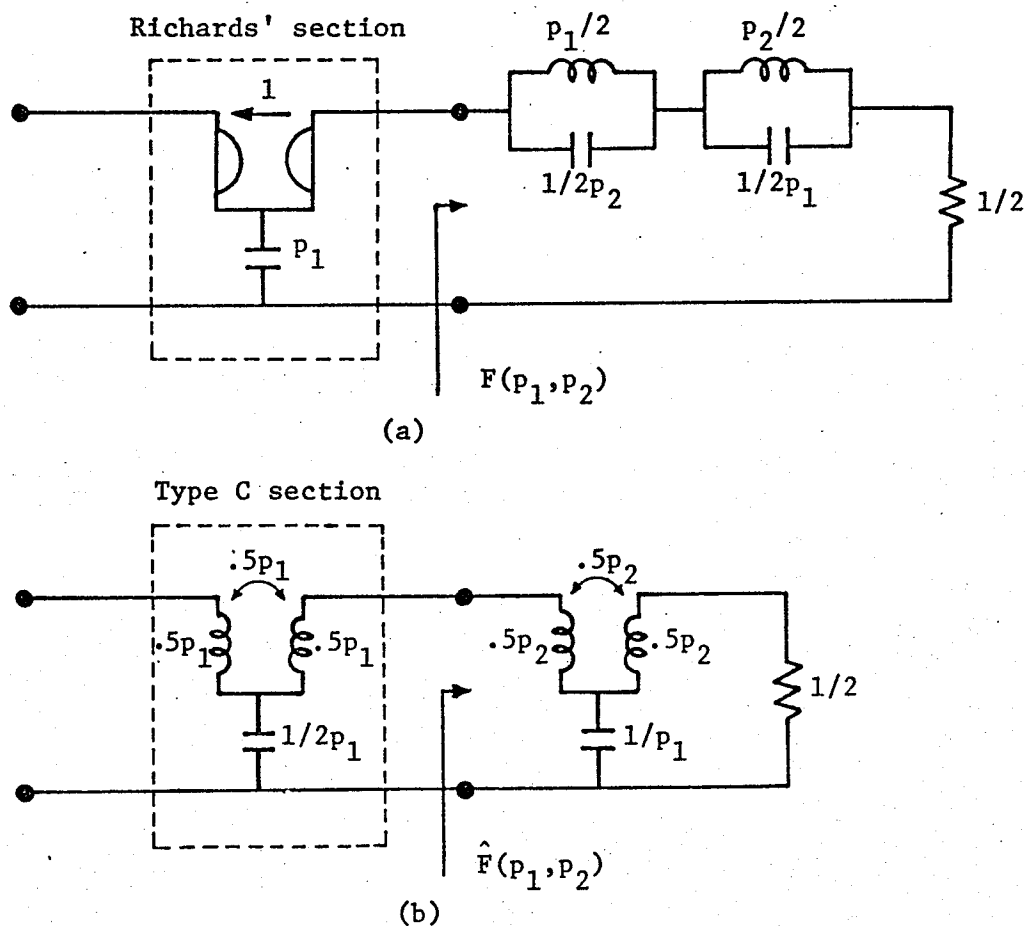 Richards' section
p1/2
p2/2
1
1/2p2
1/2p1
1/2
p1
F(p1,p2)
(a)
Type C section
.5p1
.5p2
.5p1
.5p1
.5p2
.5p2
1/2
1/2p1
1/p1
F̂(p1,p2)
(b)